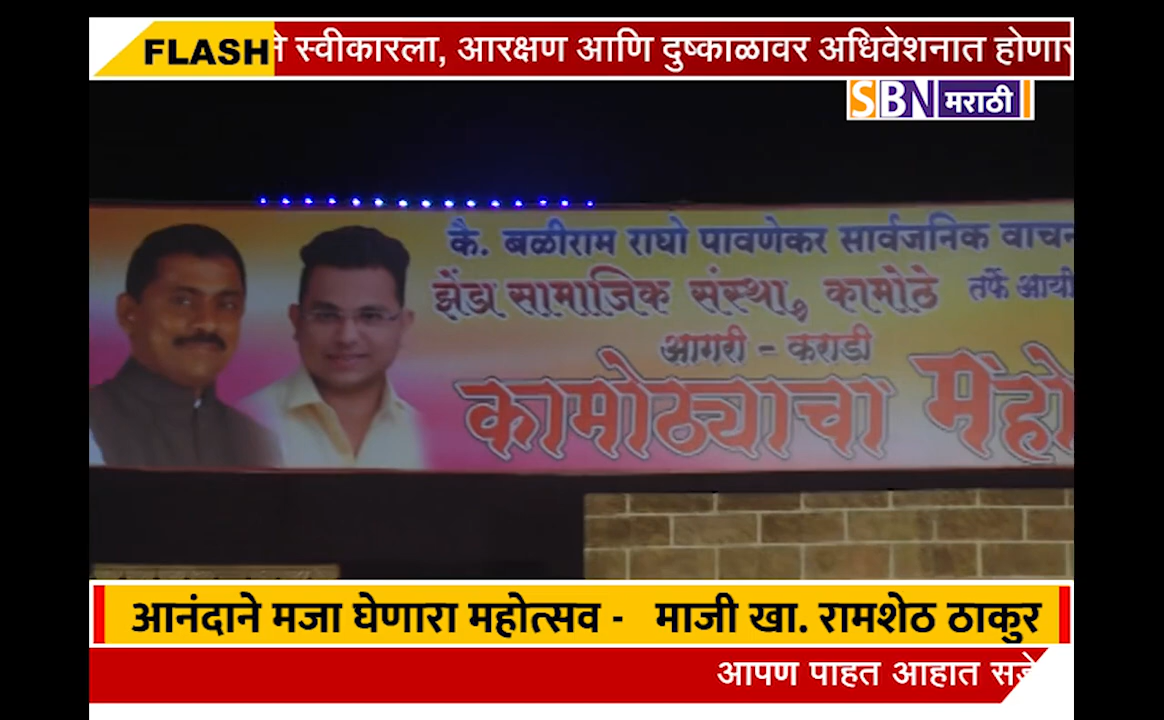 FLASH
स्वीकारला, आरक्षण आणि दुष्काळावर अधिवेशनात
SBN मराठी
कै. बळीराम राघो पावणेकर सार्वजनिक
झेंडा सामाजिक संस्था, कामोठे तर्फे
आगरी - कराडी
कामोठ्याचा
आनंदाने मजा घेणारा महोत्सव - माजी खा. रामशेठ ठाकुर
आपण पाहत आहात